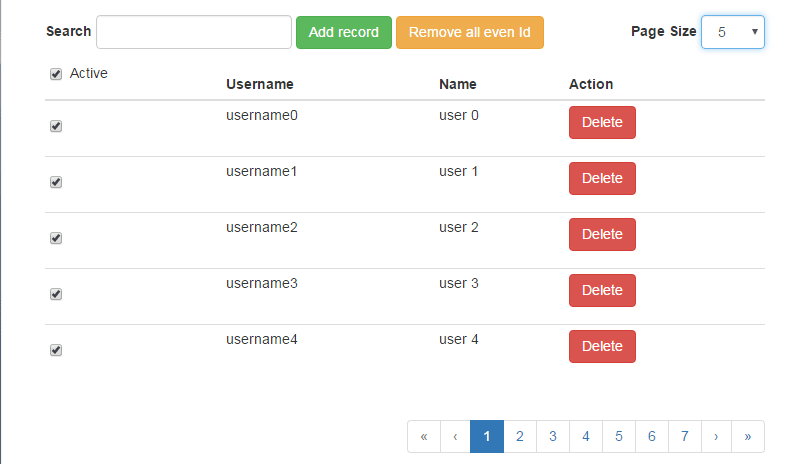 Search Add record Remove all even Id Page Size 5
Active
Username Name Action
username0 user 0 Delete
username1 user 1 Delete
username2 user 2 Delete
username3 user 3 Delete
username4 user 4 Delete
« ‹ 1 2 3 4 5 6 7 › »